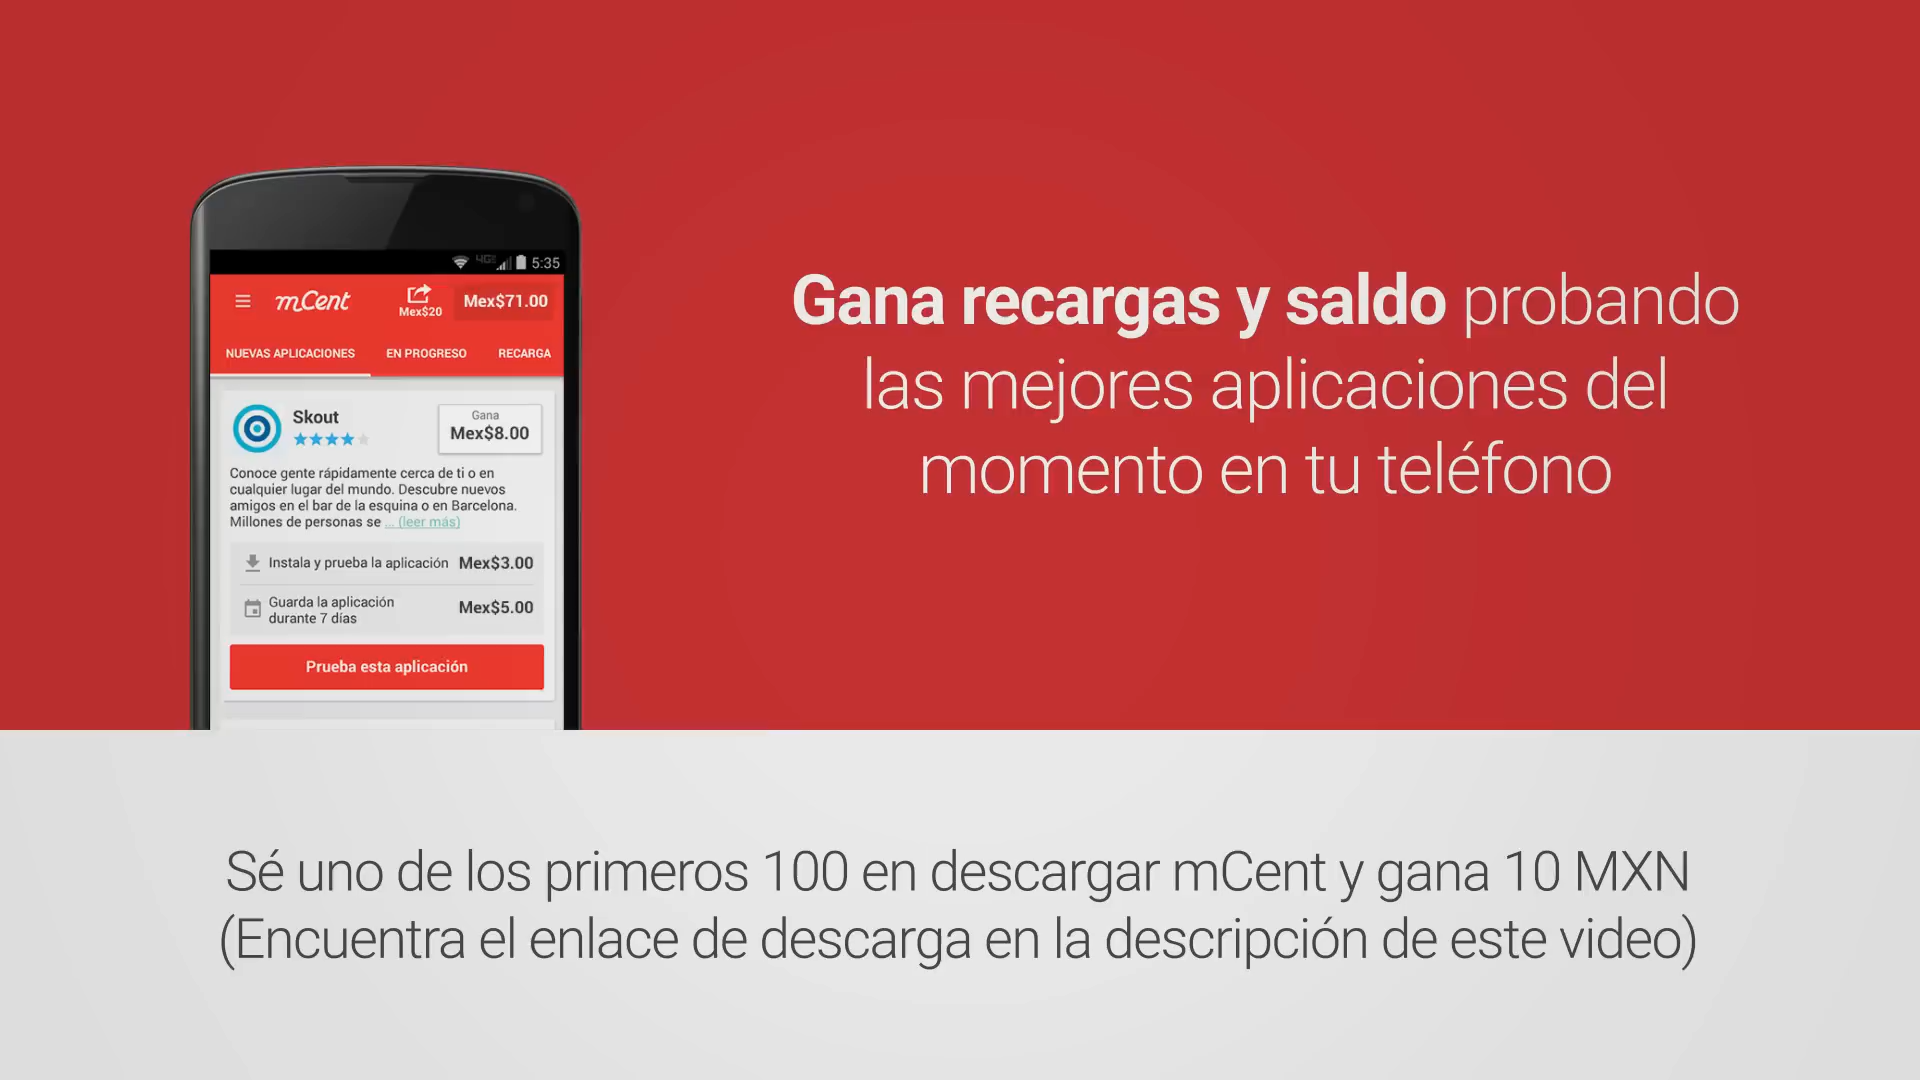 5:35
mCent
Mex$20
Mex$71.00
NUEVAS APLICACIONES EN PROGRESO RECARGA
Skout
Gana
Mex$8.00
Conoce gente rápidamente cerca de ti o en
cualquier lugar del mundo. Descubre nuevos
amigos en el bar de la esquina o en Barcelona.
Millones de personas se ... (leer más)
Instala y prueba la aplicación Mex$3.00
Guarda la aplicación
durante 7 días
Mex$5.00
Prueba esta aplicación
Gana recargas y saldo probando
las mejores aplicaciones del
momento en tu teléfono
Sé uno de los primeros 100 en descargar mCent y gana 10 MXN
(Encuentra el enlace de descarga en la descripción de este video)